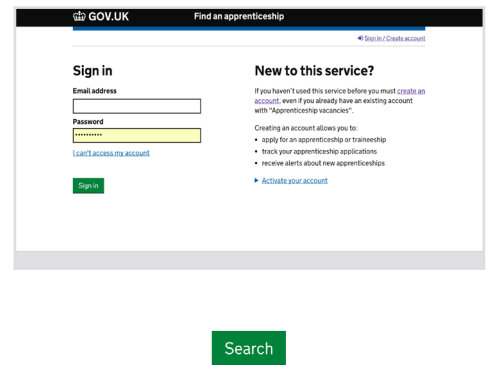 GOV.UK Find an apprenticeship
Sign in / Create account
Sign in
Email address
Password
••••••••••
I can't access my account
Sign in
New to this service?
If you haven't used this service before you must create an
account, even if you already have an existing account
with "Apprenticeship vacancies".
Creating an account allows you to:
• apply for an apprenticeship or traineeship
• track your apprenticeship applications
• receive alerts about new apprenticeships
Activate your account
Search